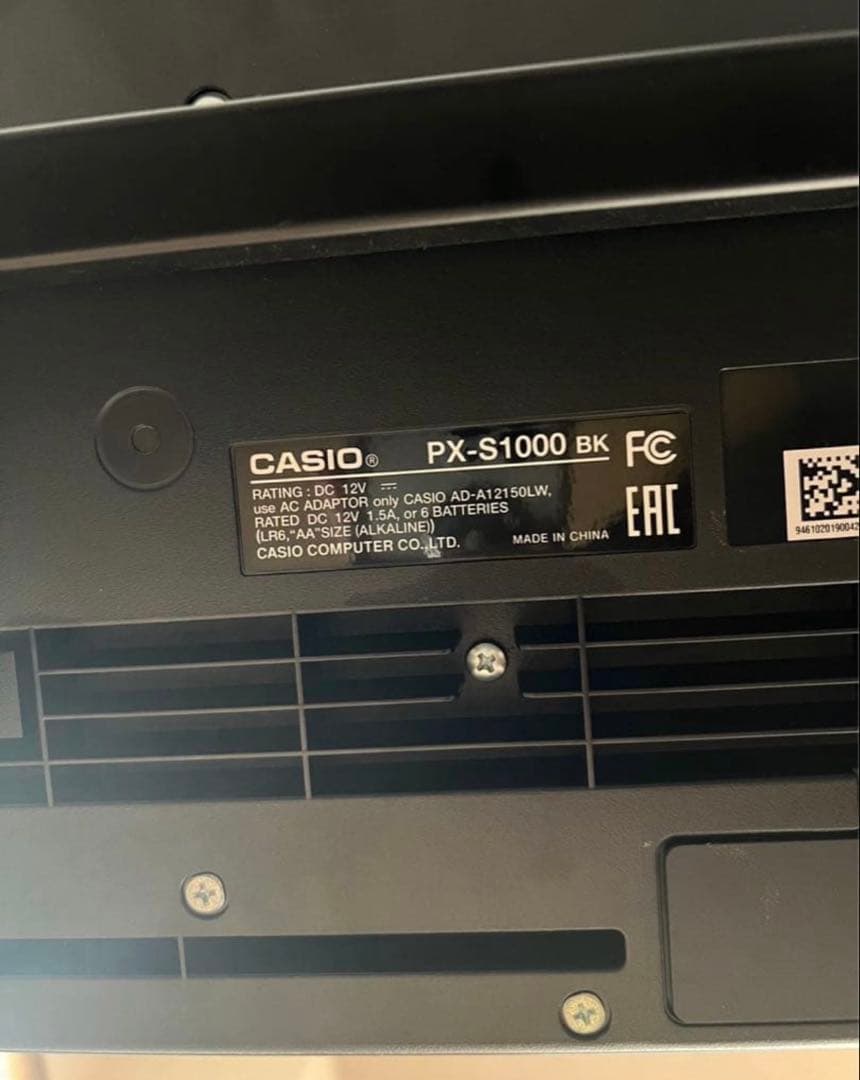 CASIO® PX-S1000 BK FC
RATING : DC 12V ⎓
use AC ADAPTOR only CASIO AD-A12150LW,
RATED DC 12V 1.5A, or 6 BATTERIES
(LR6,"AA"SIZE (ALKALINE))
CASIO COMPUTER CO.,LTD. MADE IN CHINA
EAC